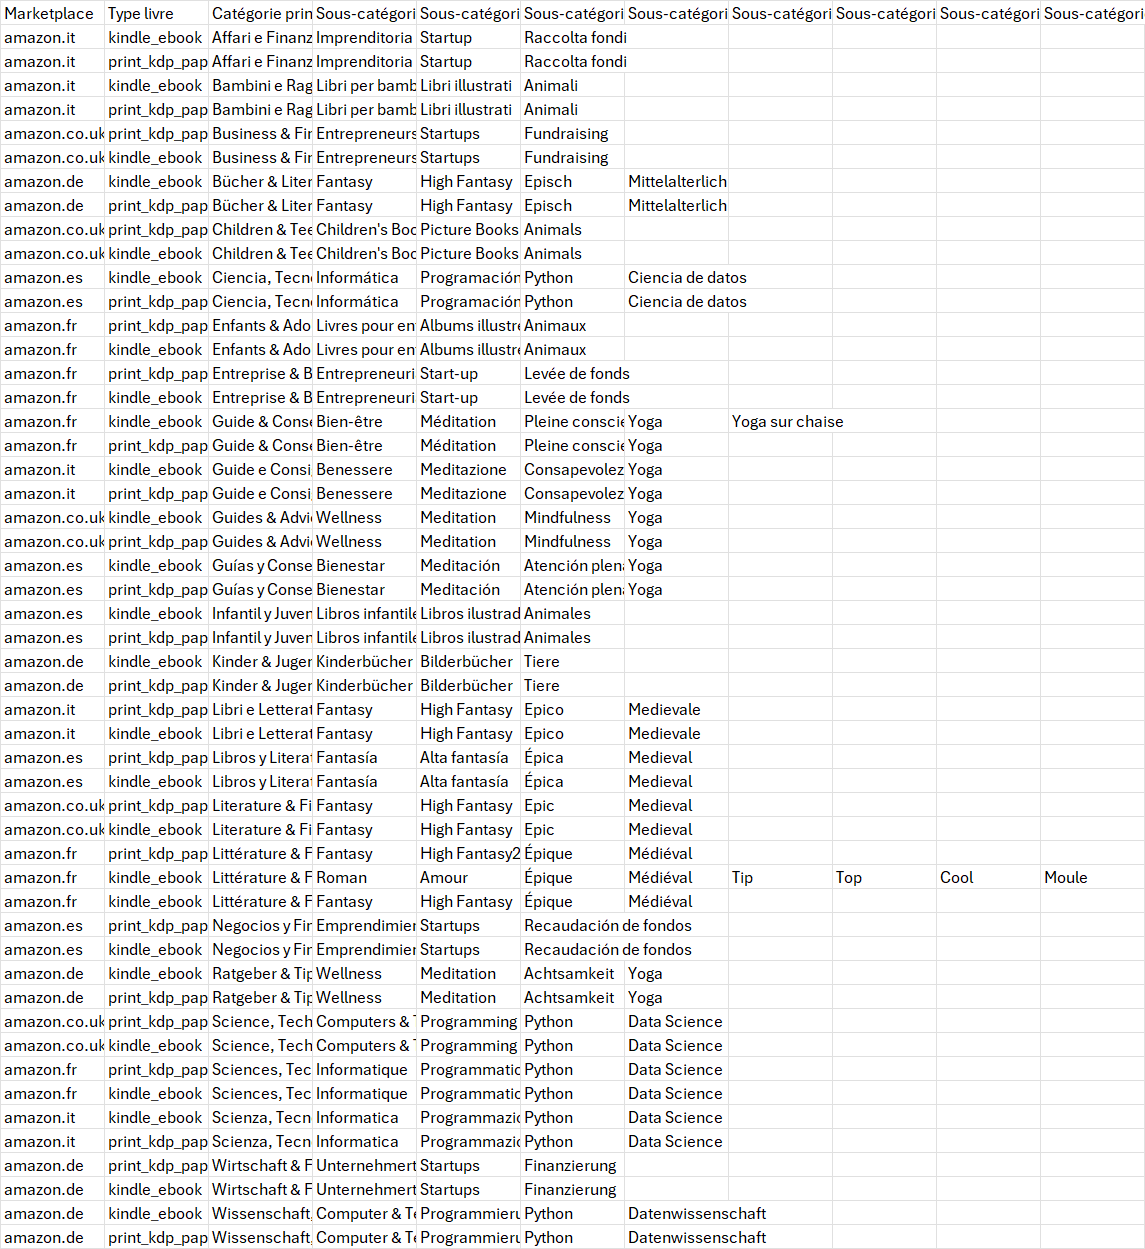 Marketplace Type livre Catégorie prin Sous-catégori Sous-catégori Sous-catégori Sous-catégori Sous-catégori Sous-catégori Sous-catégori Sous-catégori
amazon.it kindle_ebook Affari e Finanz Imprenditoria Startup Raccolta fondi
amazon.it print_kdp_pap Affari e Finanz Imprenditoria Startup Raccolta fondi
amazon.it kindle_ebook Bambini e Rag Libri per bamb Libri illustrati Animali
amazon.it print_kdp_pap Bambini e Rag Libri per bamb Libri illustrati Animali
amazon.co.uk print_kdp_pap Business & Fir Entrepreneurs Startups Fundraising
amazon.co.uk kindle_ebook Business & Fir Entrepreneurs Startups Fundraising
amazon.de kindle_ebook Bücher & Liter Fantasy High Fantasy Episch Mittelalterlich
amazon.de print_kdp_pap Bücher & Liter Fantasy High Fantasy Episch Mittelalterlich
amazon.co.uk print_kdp_pap Children & Tee Children's Boo Picture Books Animals
amazon.co.uk kindle_ebook Children & Tee Children's Boo Picture Books Animals
amazon.es kindle_ebook Ciencia, Tecn Informática Programación Python Ciencia de datos
amazon.es print_kdp_pap Ciencia, Tecn Informática Programación Python Ciencia de datos
amazon.fr print_kdp_pap Enfants & Ado Livres pour en Albums illustre Animaux
amazon.fr kindle_ebook Enfants & Ado Livres pour en Albums illustre Animaux
amazon.fr print_kdp_pap Entreprise & B Entrepreneuri Start-up Levée de fonds
amazon.fr kindle_ebook Entreprise & B Entrepreneuri Start-up Levée de fonds
amazon.fr kindle_ebook Guide & Conse Bien-être Méditation Pleine conscie Yoga Yoga sur chaise
amazon.fr print_kdp_pap Guide & Conse Bien-être Méditation Pleine conscie Yoga
amazon.it kindle_ebook Guide e Consi Benessere Meditazione Consapevolez Yoga
amazon.it print_kdp_pap Guide e Consi Benessere Meditazione Consapevolez Yoga
amazon.co.uk kindle_ebook Guides & Advi Wellness Meditation Mindfulness Yoga
amazon.co.uk print_kdp_pap Guides & Advi Wellness Meditation Mindfulness Yoga
amazon.es kindle_ebook Guías y Conse Bienestar Meditación Atención plena Yoga
amazon.es print_kdp_pap Guías y Conse Bienestar Meditación Atención plena Yoga
amazon.es kindle_ebook Infantil y Juven Libros infantile Libros ilustrad Animales
amazon.es print_kdp_pap Infantil y Juven Libros infantile Libros ilustrad Animales
amazon.de kindle_ebook Kinder & Juger Kinderbücher Bilderbücher Tiere
amazon.de print_kdp_pap Kinder & Juger Kinderbücher Bilderbücher Tiere
amazon.it print_kdp_pap Libri e Letterat Fantasy High Fantasy Epico Medievale
amazon.it kindle_ebook Libri e Letterat Fantasy High Fantasy Epico Medievale
amazon.es print_kdp_pap Libros y Literat Fantasía Alta fantasía Épica Medieval
amazon.es kindle_ebook Libros y Literat Fantasía Alta fantasía Épica Medieval
amazon.co.uk print_kdp_pap Literature & Fi Fantasy High Fantasy Epic Medieval
amazon.co.uk kindle_ebook Literature & Fi Fantasy High Fantasy Epic Medieval
amazon.fr print_kdp_pap Littérature & F Fantasy High Fantasy2 Épique Médiéval
amazon.fr kindle_ebook Littérature & F Roman Amour Épique Médiéval Tip Top Cool Moule
amazon.fr kindle_ebook Littérature & F Fantasy High Fantasy Épique Médiéval
amazon.es print_kdp_pap Negocios y Fir Emprendimier Startups Recaudación de fondos
amazon.es kindle_ebook Negocios y Fir Emprendimier Startups Recaudación de fondos
amazon.de kindle_ebook Ratgeber & Tip Wellness Meditation Achtsamkeit Yoga
amazon.de print_kdp_pap Ratgeber & Tip Wellness Meditation Achtsamkeit Yoga
amazon.co.uk print_kdp_pap Science, Tech Computers & T Programming Python Data Science
amazon.co.uk kindle_ebook Science, Tech Computers & T Programming Python Data Science
amazon.fr print_kdp_pap Sciences, Tec Informatique Programmatic Python Data Science
amazon.fr kindle_ebook Sciences, Tec Informatique Programmatic Python Data Science
amazon.it kindle_ebook Scienza, Tecn Informatica Programmazio Python Data Science
amazon.it print_kdp_pap Scienza, Tecn Informatica Programmazio Python Data Science
amazon.de print_kdp_pap Wirtschaft & F Unternehmert Startups Finanzierung
amazon.de kindle_ebook Wirtschaft & F Unternehmert Startups Finanzierung
amazon.de kindle_ebook Wissenschaft, Computer & Te Programmieru Python Datenwissenschaft
amazon.de print_kdp_pap Wissenschaft, Computer & Te Programmieru Python Datenwissenschaft